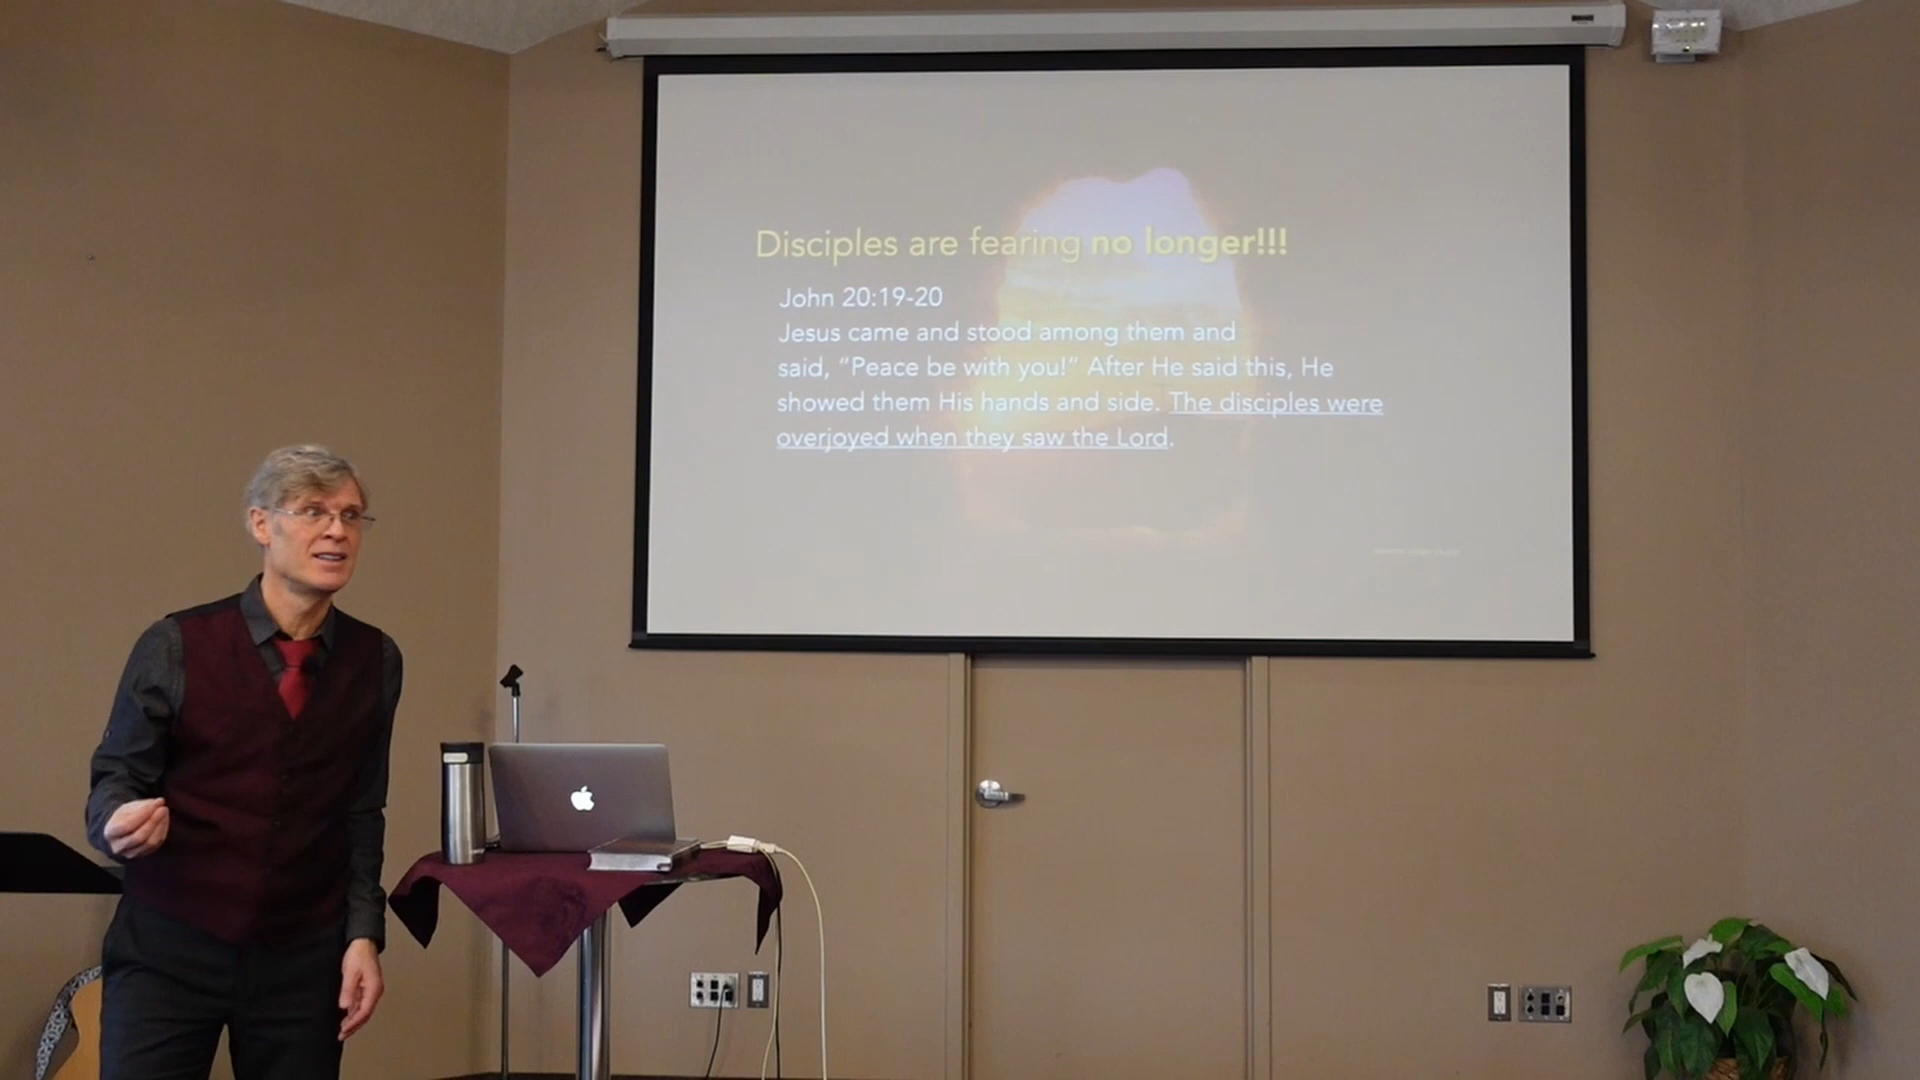 Disciples are fearing no longer!!!
John 20:19-20
Jesus came and stood among them and
said, “Peace be with you!“ After He said this, He
showed them His hands and side. The disciples were
overjoyed when they saw the Lord.